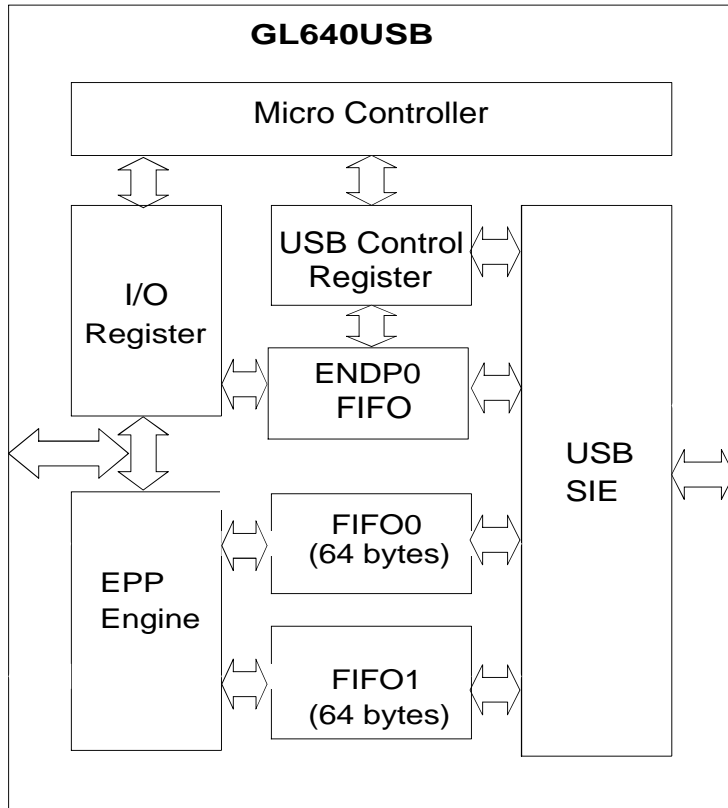 GL640USB
Micro Controller
I/O
Register
USB Control
Register
ENDP0
FIFO
USB
SIE
EPP
Engine
FIFO0
(64 bytes)
FIFO1
(64 bytes)